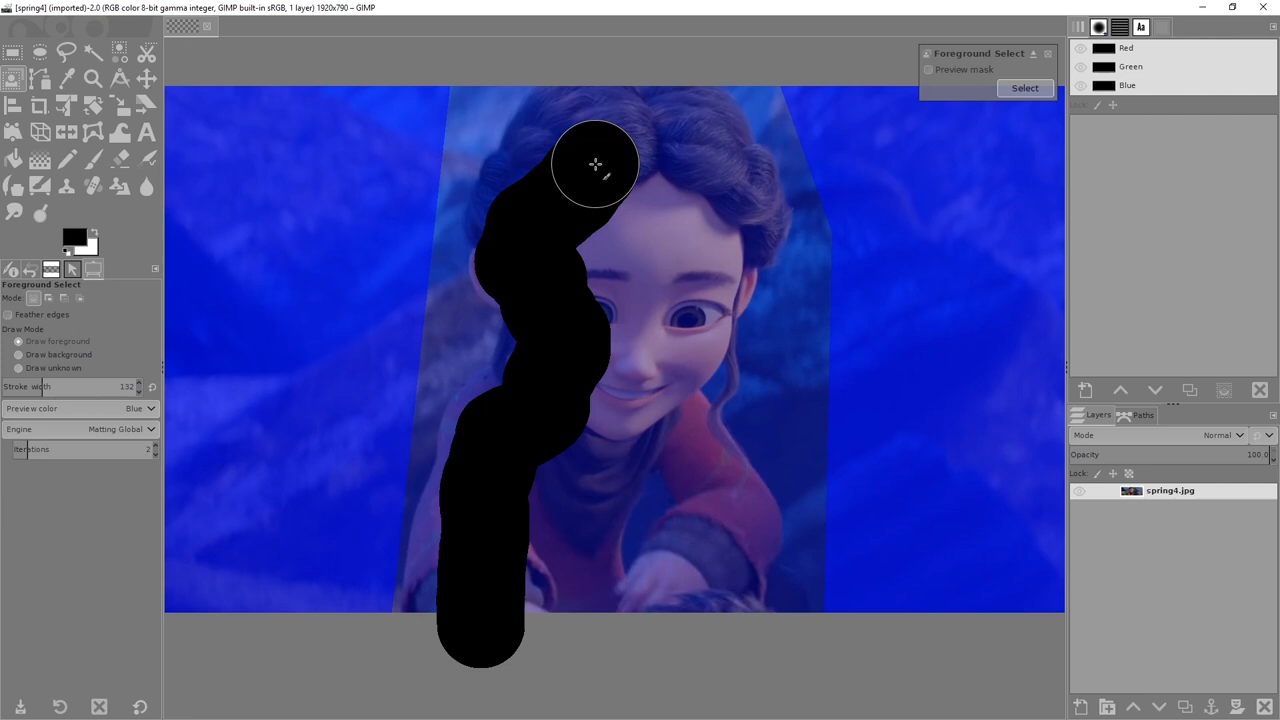 [spring4] (imported)-2.0 (RGB color 8-bit gamma integer, GIMP built-in sRGB, 1 layer) 1920x790 – GIMP
Foreground Select
Preview mask
Select
Aa
Red
Green
Blue
Lock:
Foreground Select
Mode:
Feather edges
Draw Mode
Draw foreground
Draw background
Draw unknown
Stroke width 132
Preview color Blue
Engine Matting Global
Iterations 2
Layers Paths
Mode Normal
Opacity 100.0
Lock:
spring4.jpg